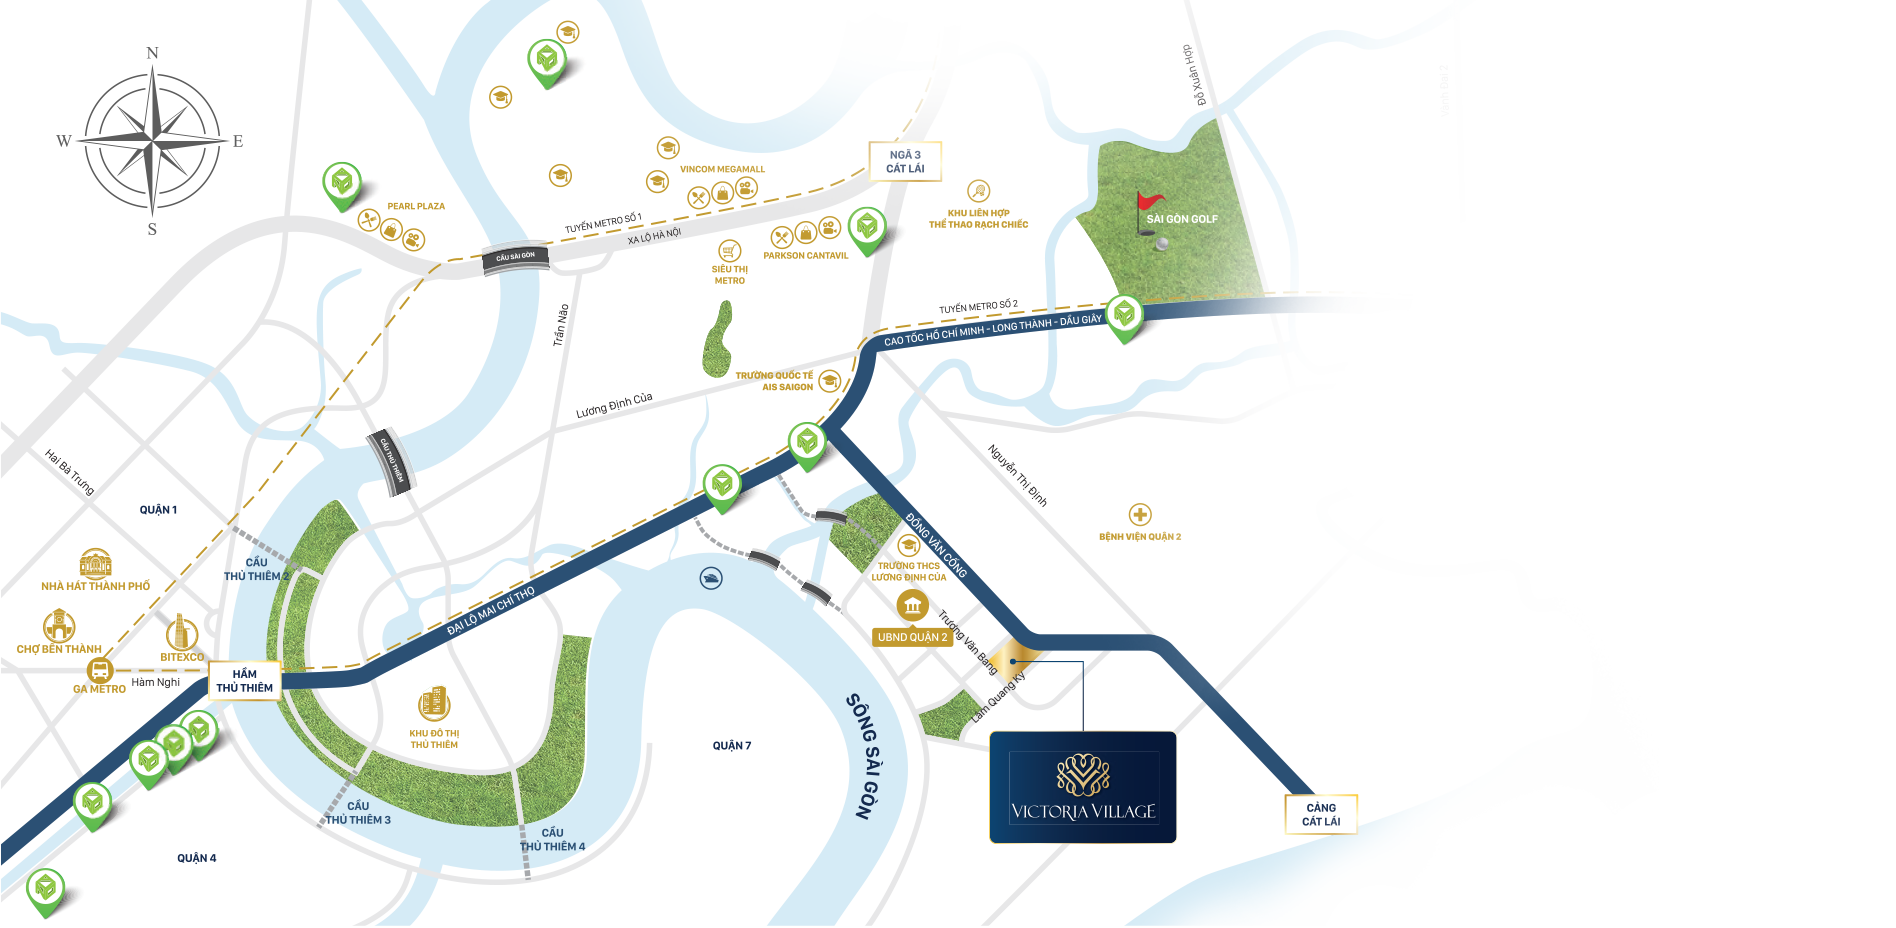 N
W
E
S
Đỗ Xuân Hợp
NGÃ 3
CÁT LÁI
VINCOM MEGAMALL
PEARL PLAZA
KHU LIÊN HỢP
THỂ THAO RẠCH CHIẾC
SÀI GÒN GOLF
TUYẾN METRO SỐ 1
XA LỘ HÀ NỘI
CẦU SÀI GÒN
PARKSON CANTAVIL
SIÊU THỊ
METRO
Trần Não
TUYẾN METRO SỐ 2
CAO TỐC HỒ CHÍ MINH - LONG THÀNH - DẦU GIÂY
TRƯỜNG QUỐC TẾ
AIS SAIGON
Lương Định Của
CẦU THỦ THIÊM
Hai Bà Trưng
Nguyễn Thị Định
QUẬN 1
ĐỒNG VĂN CỐNG
BỆNH VIỆN QUẬN 2
CẦU
THỦ THIÊM 2
NHÀ HÁT THÀNH PHỐ
TRƯỜNG THCS
LƯƠNG ĐỊNH CỦA
ĐẠI LỘ MAI CHÍ THỌ
UBND QUẬN 2
Trương Văn Bang
CHỢ BẾN THÀNH
BITEXCO
GA METRO
Hàm Nghi
HẦM
THỦ THIÊM
Lâm Quang Ky
SÔNG SÀI GÒN
KHU ĐÔ THỊ
THỦ THIÊM
QUẬN 7
VICTORIA VILLAGE
CẦU
THỦ THIÊM 3
CẢNG
CÁT LÁI
CẦU
THỦ THIÊM 4
QUẬN 4